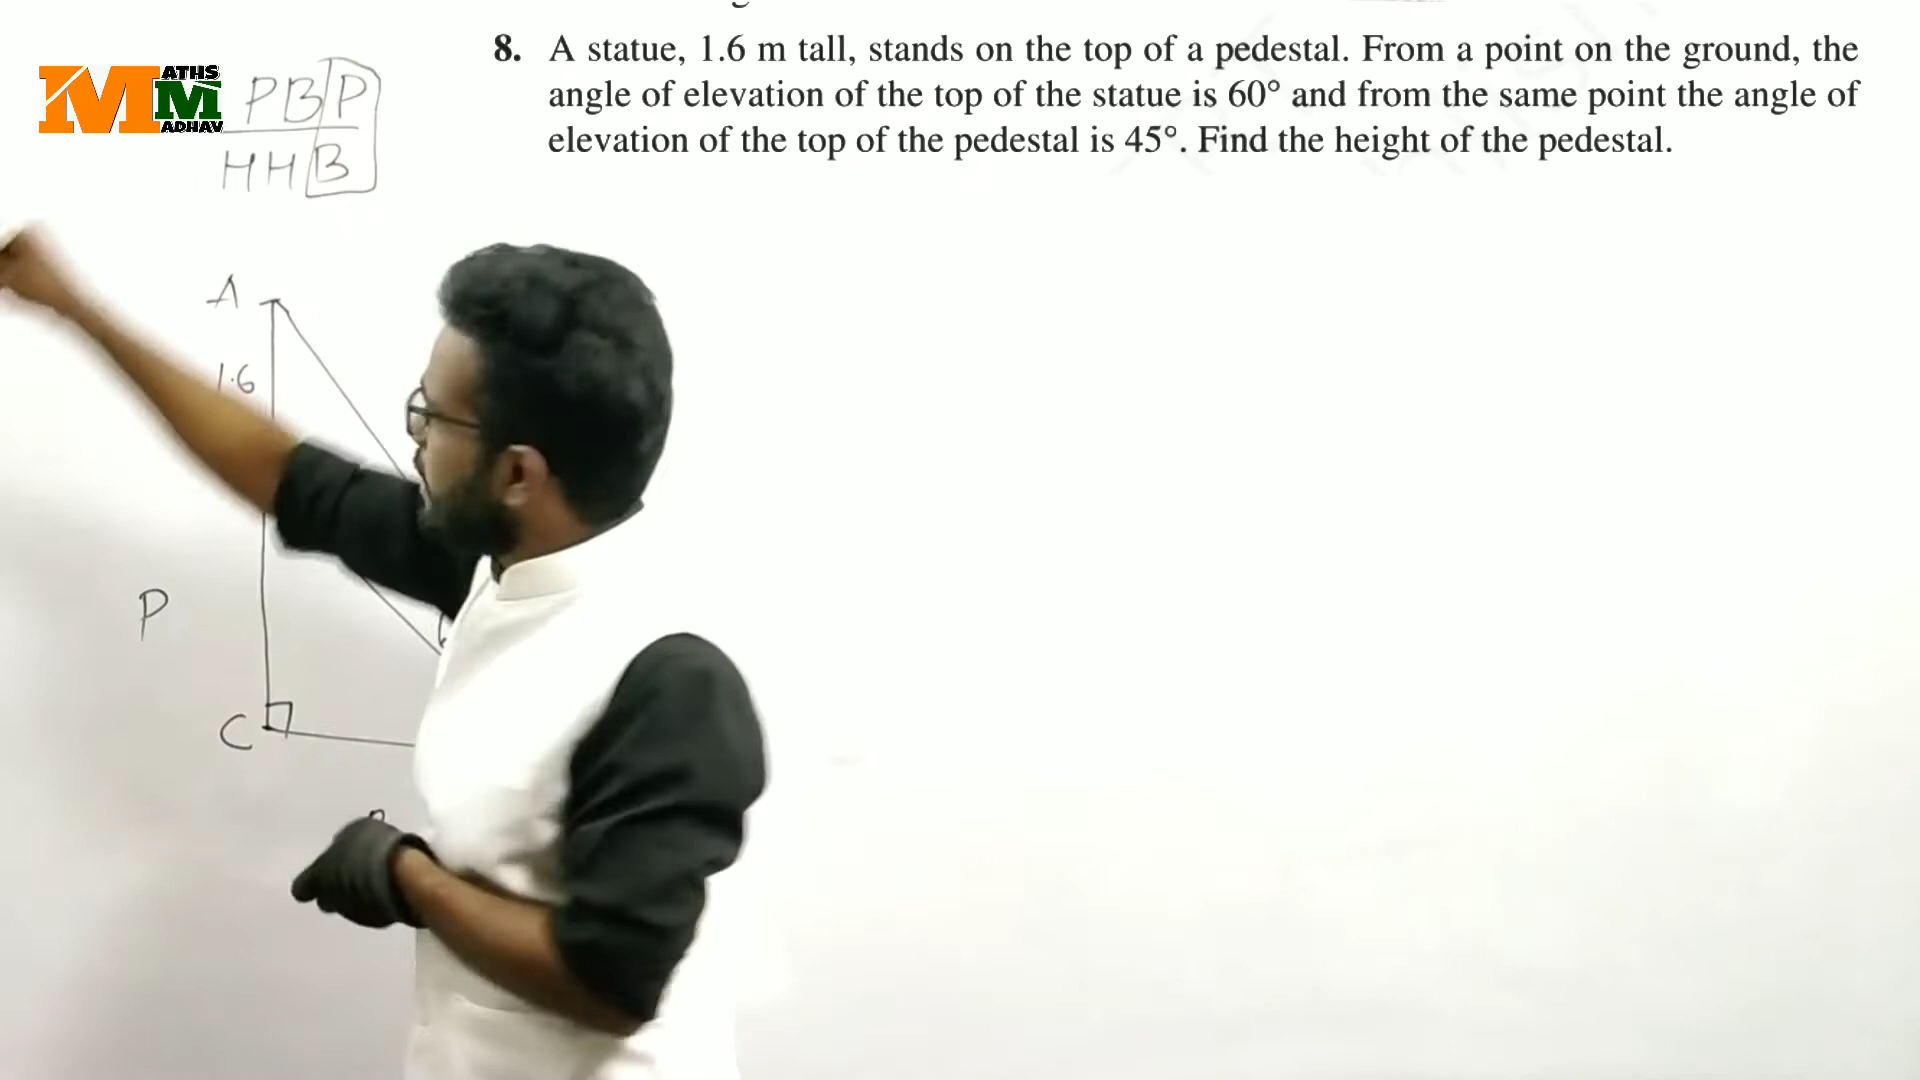 8. A statue, 1.6 m tall, stands on the top of a pedestal. From a point on the ground, the
angle of elevation of the top of the statue is 60° and from the same point the angle of
elevation of the top of the pedestal is 45°. Find the height of the pedestal.
MATHS
MADHAV
PBP
HHB
A
1.6
P
C